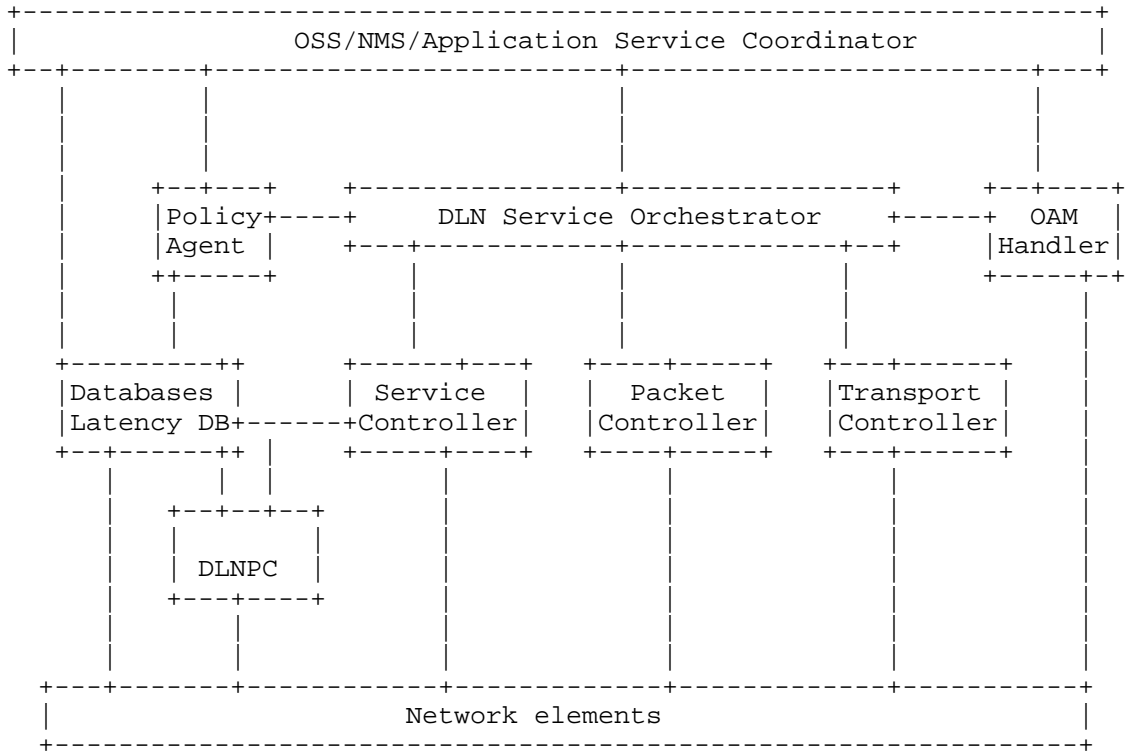 OSS/NMS/Application Service Coordinator
Policy DLN Service Orchestrator OAM
Agent Handler
Databases Service Packet Transport
Latency DB Controller Controller Controller
DLNPC
Network elements